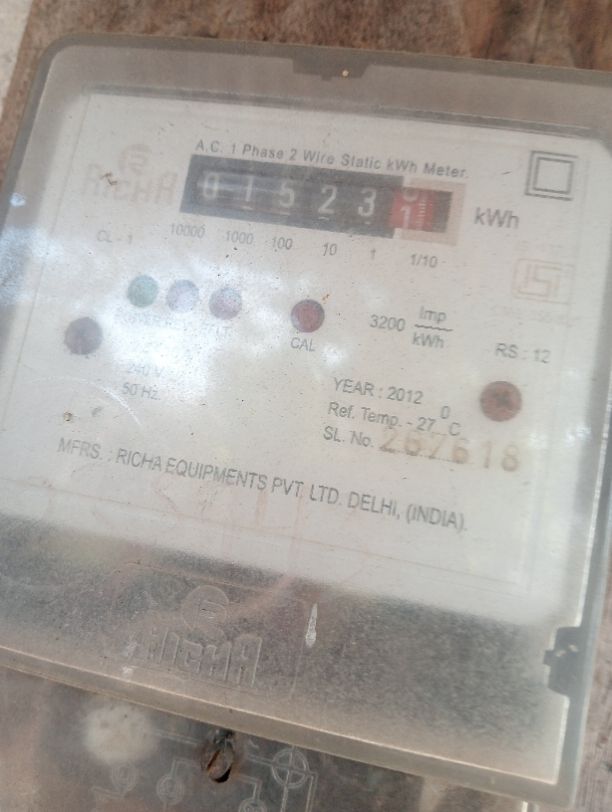 A.C. 1 Phase 2 Wire Static kWh Meter.
RICHA
0 1 5 2 3 1 kWh
CL - 1 10000 1000 100 10 1 1/10
3200 Imp/kWh
CAL
RS : 12
240 V
50 Hz.
YEAR : 2012
Ref. Temp. - 27 °C
SL. No. 267618
MFRS. : RICHA EQUIPMENTS PVT. LTD. DELHI, (INDIA).
RICHA